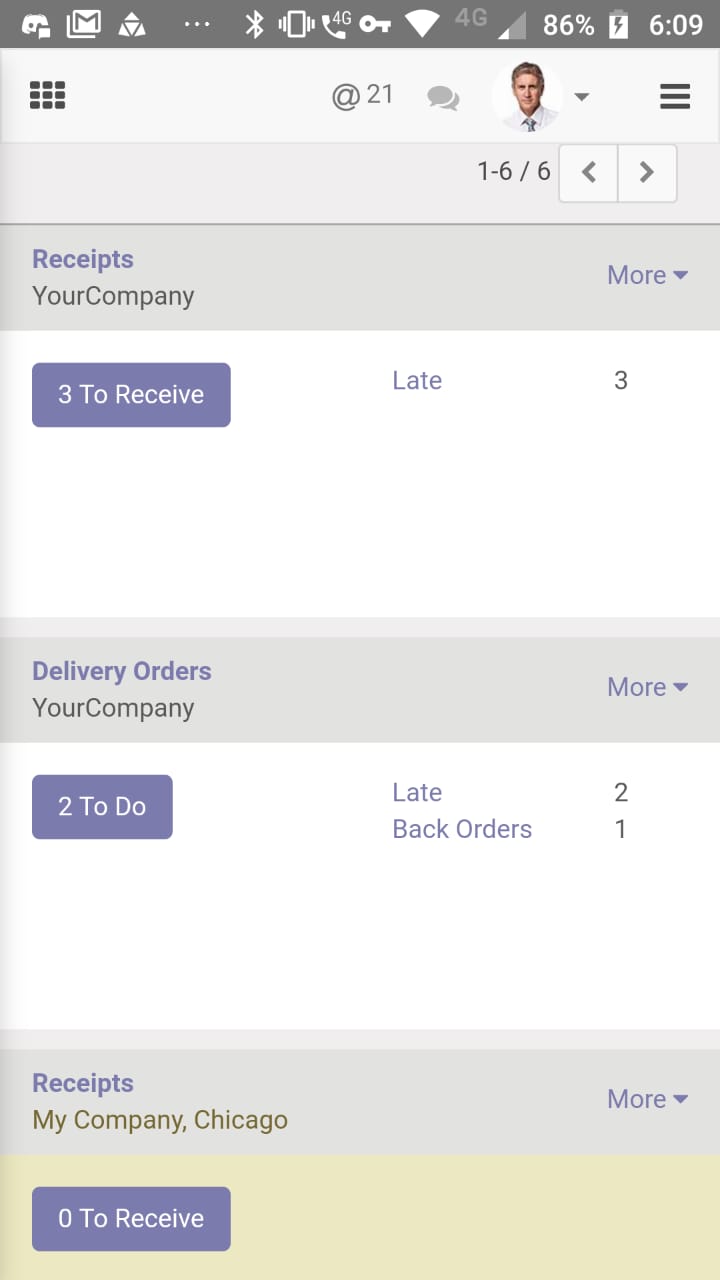 4G
4G
86%
6:09
@ 21
1-6 / 6
Receipts
YourCompany
More
3 To Receive
Late 3
Delivery Orders
YourCompany
More
2 To Do
Late 2
Back Orders 1
Receipts
My Company, Chicago
More
0 To Receive